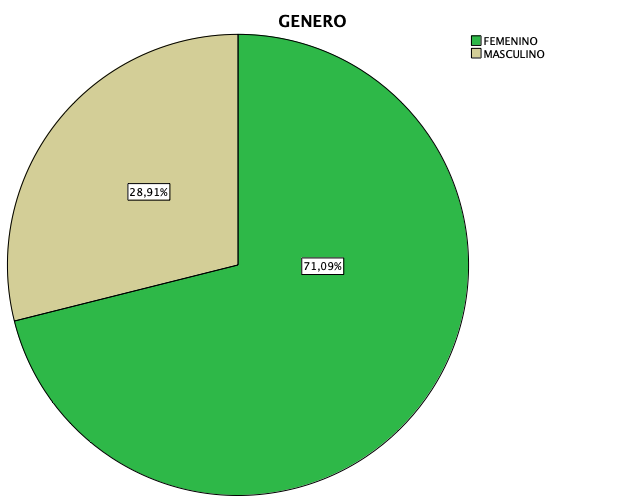 GENERO
FEMENINO
MASCULINO
28,91%
71,09%